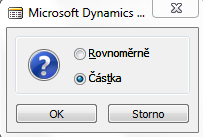 Microsoft Dynamics ...
Rovnoměrně
Částka
OK
Storno